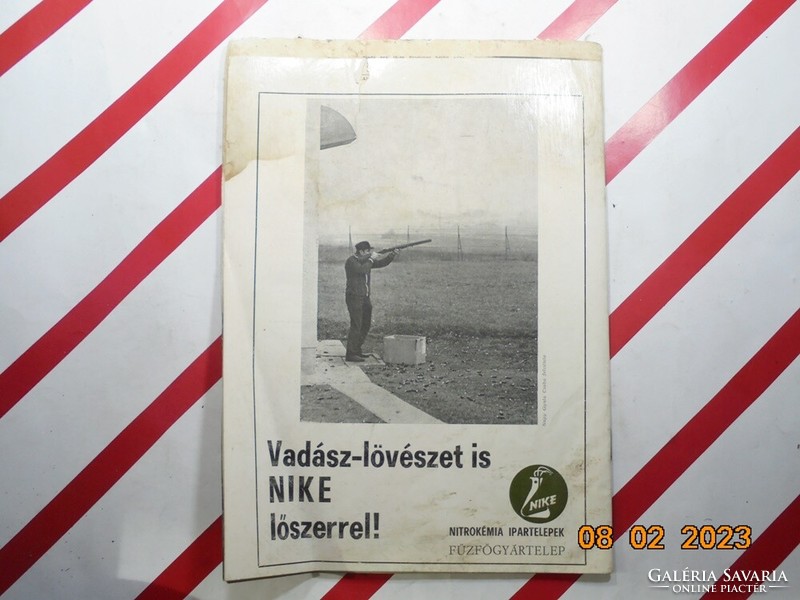 Vadász-lövészet is
NIKE
lőszerrel!
NIKE
NITROKÉMIA IPARTELEPEK
FŰZFŐGYÁRTELEP
08 02 2023
GALÉRIA SAVARIA
ONLINE PIACTÉR